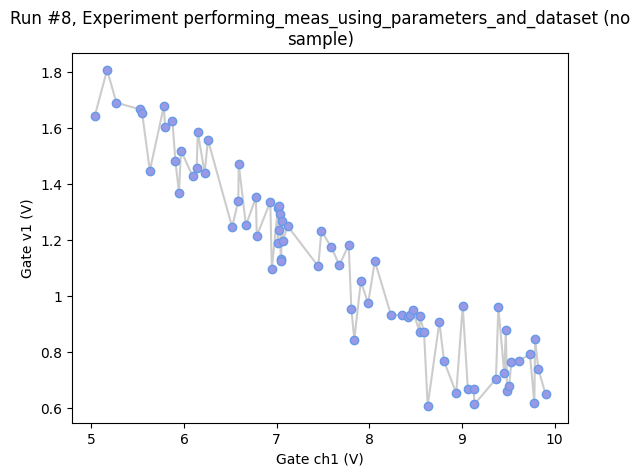 Run #8, Experiment performing_meas_using_parameters_and_dataset (no
sample)
1.8
1.6
1.4
1.2
1
0.8
0.6
Gate v1 (V)
5 6 7 8 9 10
Gate ch1 (V)